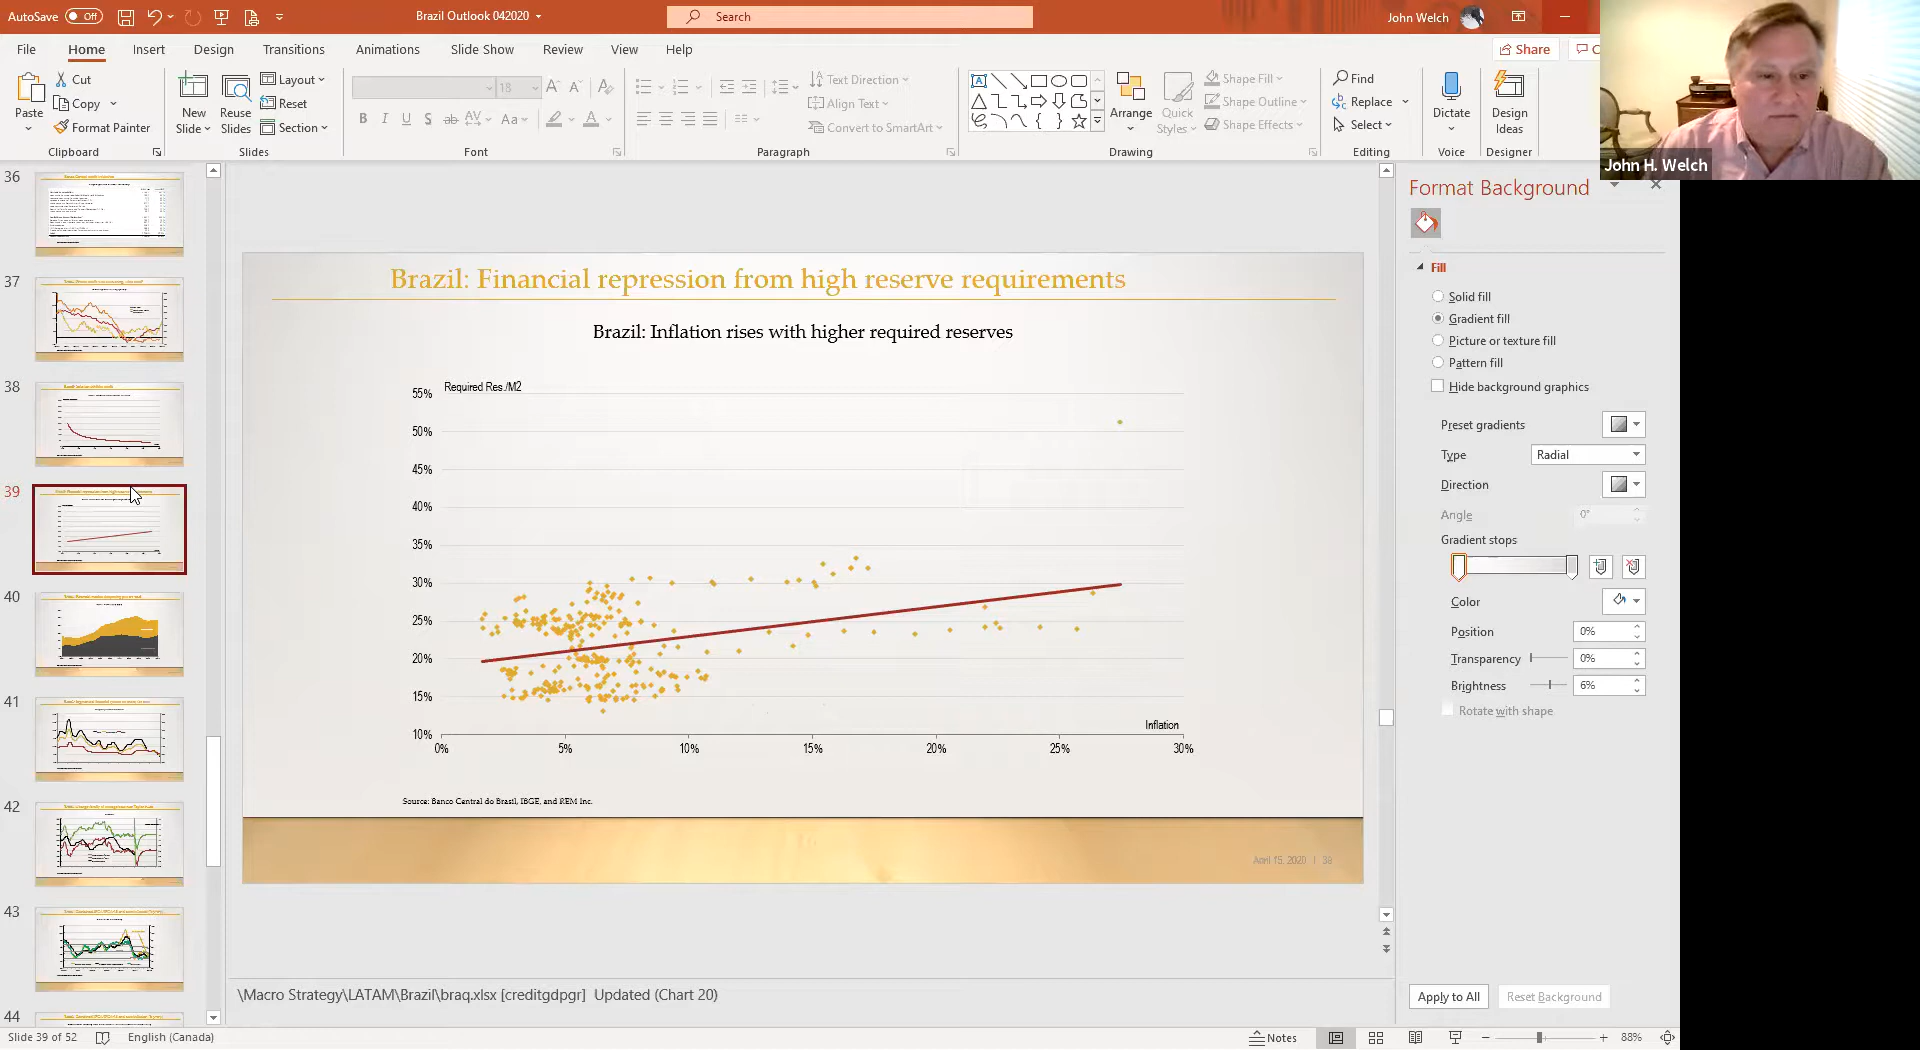 AutoSave Off
Brazil Outlook 042020
Search
John Welch
File Home Insert Design Transitions Animations Slide Show Review View Help
Share
Paste
Cut
Copy
Format Painter
Clipboard
New Slide
Reuse Slides
Layout
Reset
Section
Slides
18
Font
Text Direction
Align Text
Convert to SmartArt
Paragraph
Arrange
Quick Styles
Shape Fill
Shape Outline
Shape Effects
Drawing
Find
Replace
Select
Editing
Dictate
Voice
Design Ideas
Designer
John H. Welch
36
37
38
39
40
41
42
43
44
Brazil: Financial repression from high reserve requirements
Brazil: Inflation rises with higher required reserves
Required Res./M2
55%
50%
45%
40%
35%
30%
25%
20%
15%
10%
Inflation
0% 5% 10% 15% 20% 25% 30%
Source: Banco Central do Brasil, IBGE, and REM Inc.
April 15, 2020 | 38
\Macro Strategy\LATAM\Brazil\braq.xlsx [creditgdpgr] Updated (Chart 20)
Format Background
Fill
Solid fill
Gradient fill
Picture or texture fill
Pattern fill
Hide background graphics
Preset gradients
Type Radial
Direction
Angle 0°
Gradient stops
Color
Position 0%
Transparency 0%
Brightness 6%
Rotate with shape
Apply to All
Reset Background
Slide 39 of 52
English (Canada)
Notes
88%